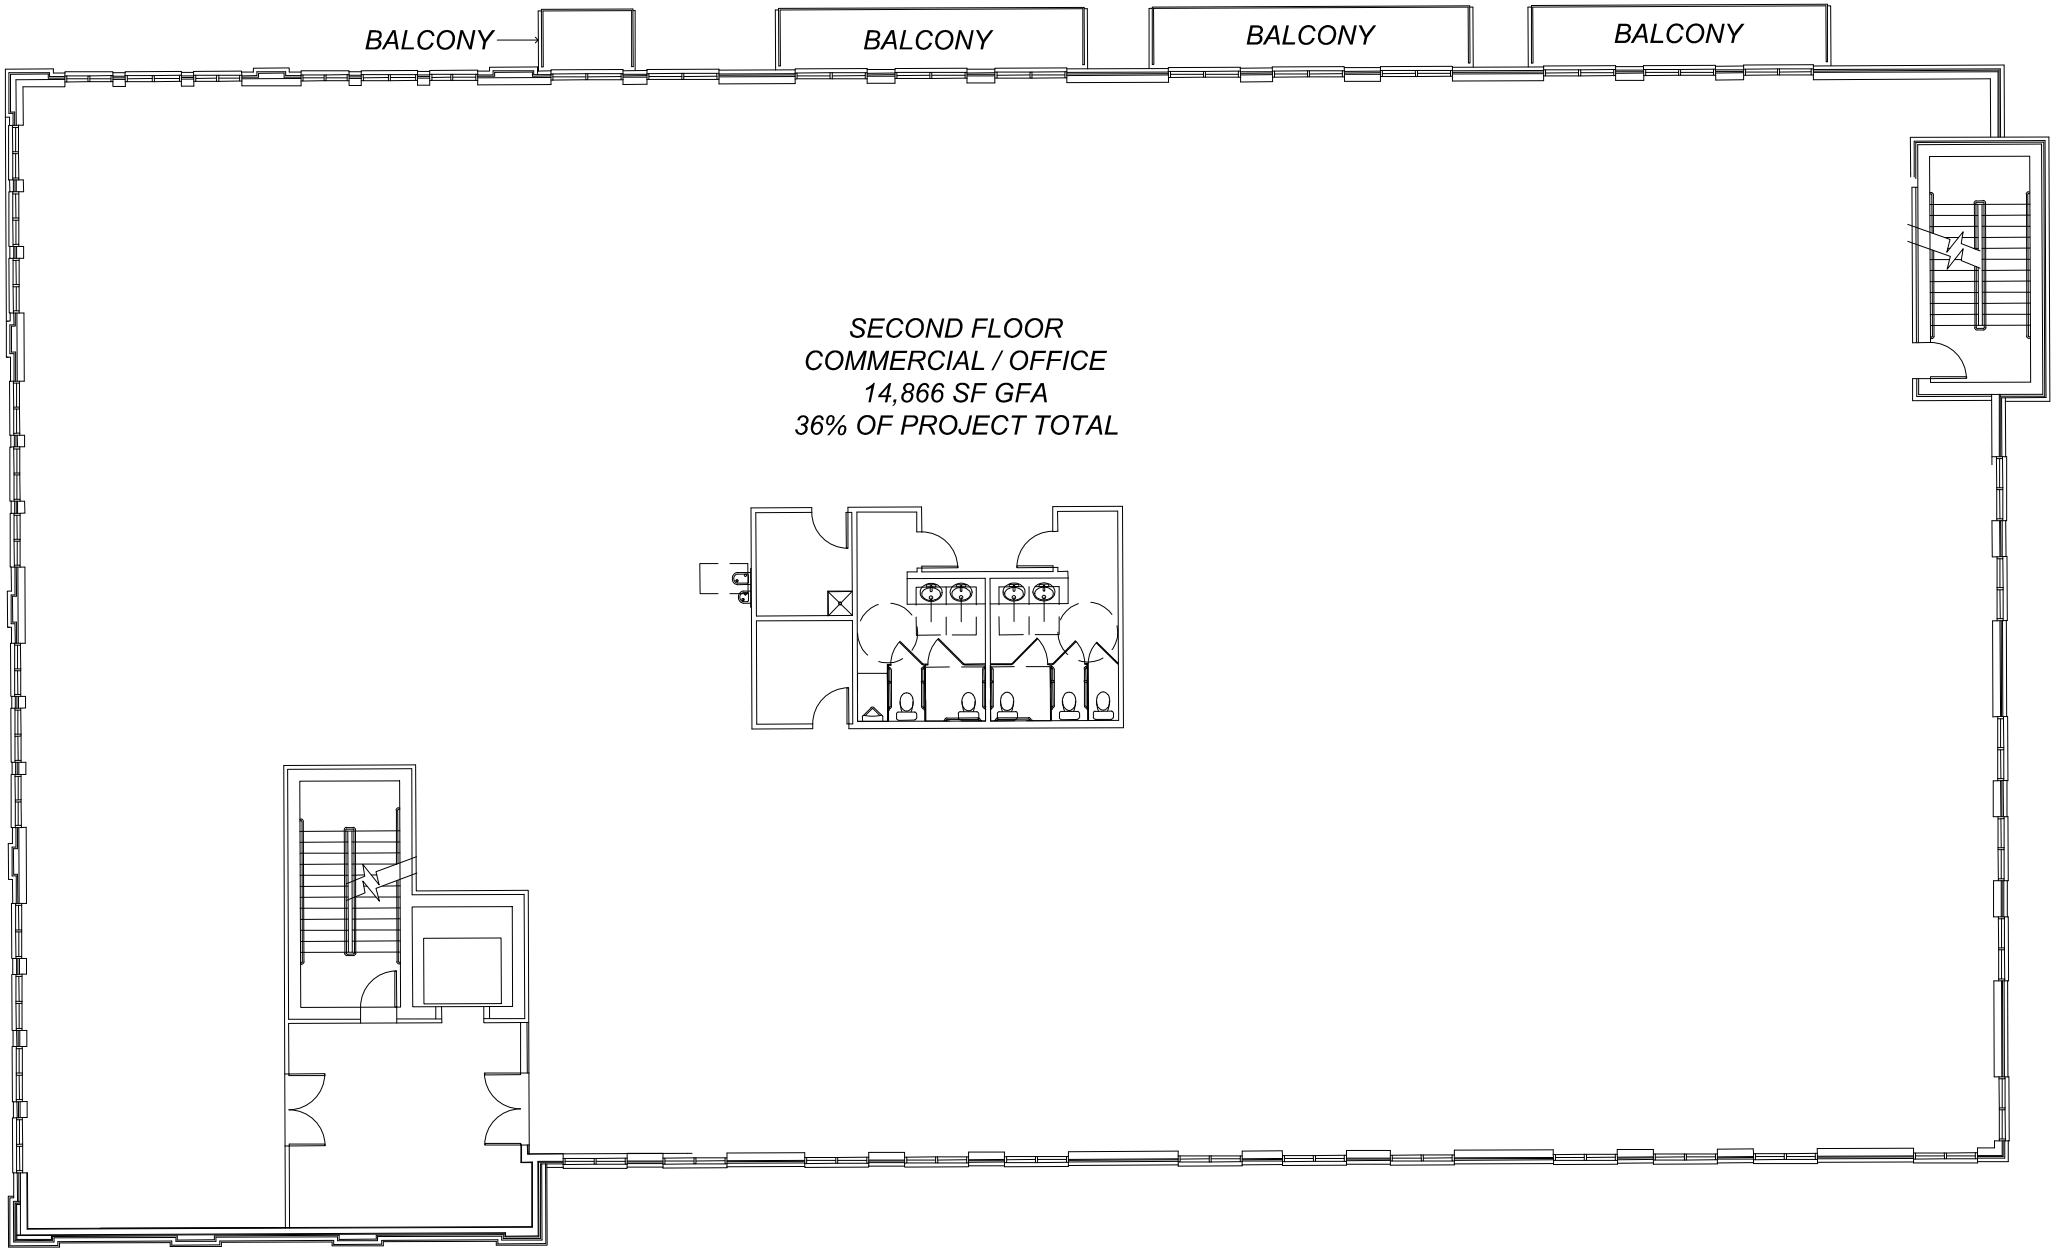 BALCONY
BALCONY
BALCONY
BALCONY
SECOND FLOOR
COMMERCIAL / OFFICE
14,866 SF GFA
36% OF PROJECT TOTAL